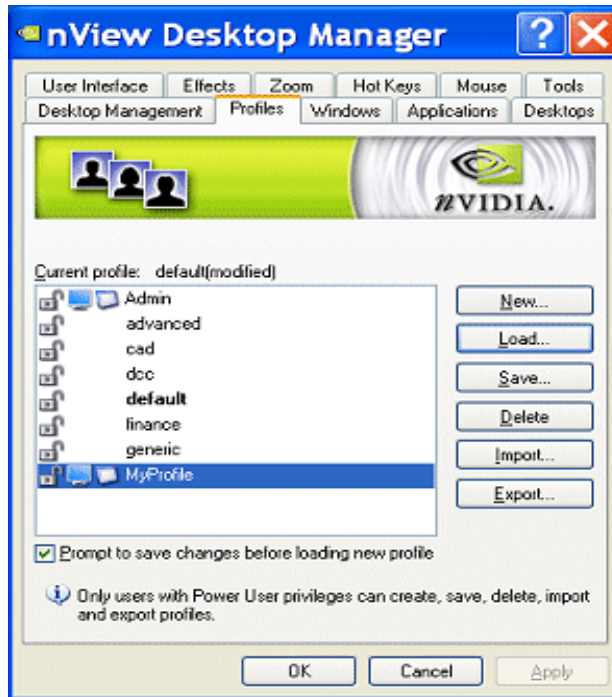 nView Desktop Manager
User Interface Effects Zoom Hot Keys Mouse Tools
Desktop Management Profiles Windows Applications Desktops
nVIDIA.
Current profile: default(modified)
Admin
advanced
cad
dcc
default
finance
generic
MyProfile
New...
Load...
Save...
Delete
Import...
Export...
Prompt to save changes before loading new profile
Only users with Power User privileges can create, save, delete, import
and export profiles.
OK Cancel Apply